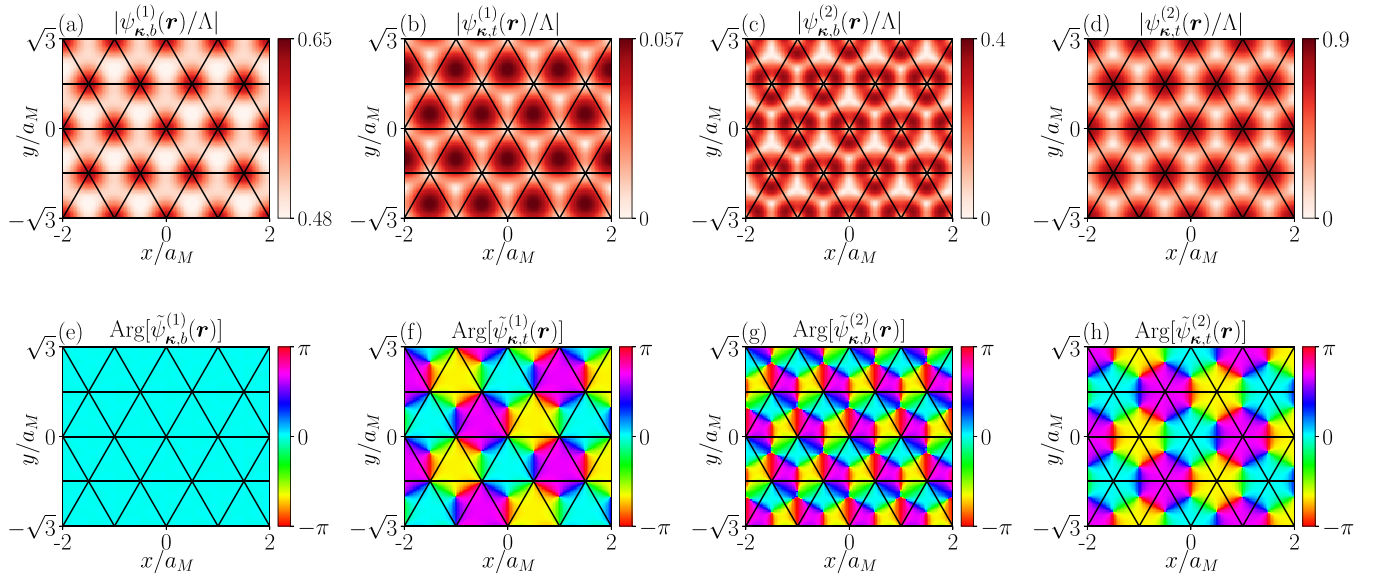 (a) |ψ_{κ,b}^{(1)}(r)/Λ|
√3
0
−√3
y/a_M
-2 0 2
x/a_M
0.65
0.48
(b) |ψ_{κ,t}^{(1)}(r)/Λ|
√3
0
−√3
y/a_M
-2 0 2
x/a_M
0.057
0
(c) |ψ_{κ,b}^{(2)}(r)/Λ|
√3
0
−√3
y/a_M
-2 0 2
x/a_M
0.4
0
(d) |ψ_{κ,t}^{(2)}(r)/Λ|
√3
0
−√3
y/a_M
-2 0 2
x/a_M
0.9
0
(e) Arg[ψ̃_{κ,b}^{(1)}(r)]
√3
0
−√3
y/a_M
-2 0 2
x/a_M
π
0
−π
(f) Arg[ψ̃_{κ,t}^{(1)}(r)]
√3
0
−√3
y/a_M
-2 0 2
x/a_M
π
0
−π
(g) Arg[ψ̃_{κ,b}^{(2)}(r)]
√3
0
−√3
y/a_M
-2 0 2
x/a_M
π
0
−π
(h) Arg[ψ̃_{κ,t}^{(2)}(r)]
√3
0
−√3
y/a_M
-2 0 2
x/a_M
π
0
−π